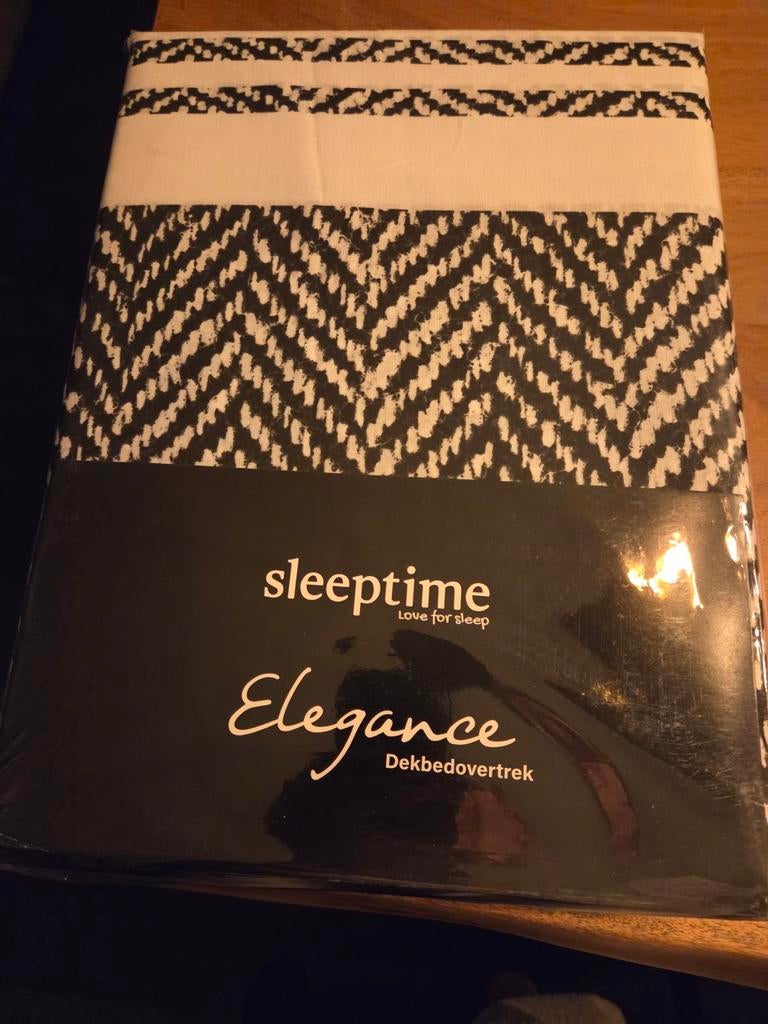 sleeptime
Love for sleep
Elegance
Dekbedovertrek